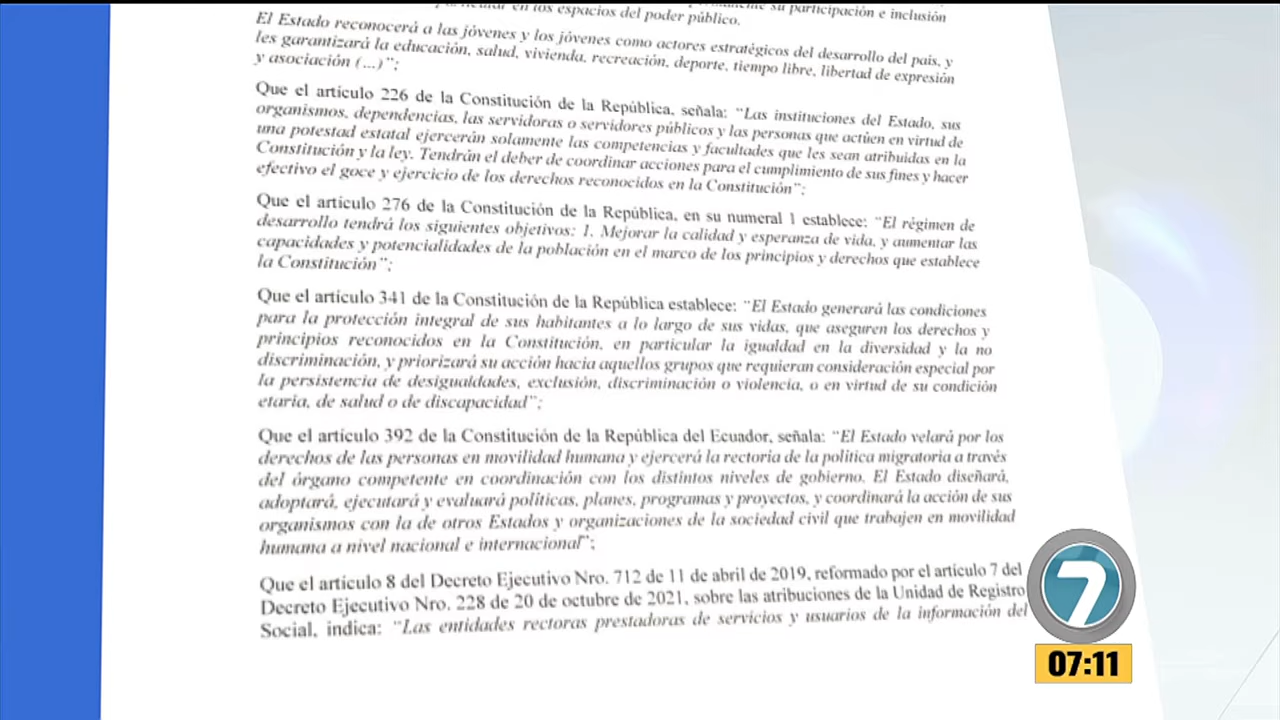 su participación e inclusión
en los espacios del poder público.
El Estado reconocerá a las jóvenes y los jóvenes como actores estratégicos del desarrollo del país, y
les garantizará la educación, salud, vivienda, recreación, deporte, tiempo libre, libertad de expresión
y asociación (...)”;
Que el artículo 226 de la Constitución de la República, señala: “Las instituciones del Estado, sus
organismos, dependencias, las servidoras o servidores públicos y las personas que actúen en virtud de
una potestad estatal ejercerán solamente las competencias y facultades que les sean atribuidas en la
Constitución y la ley. Tendrán el deber de coordinar acciones para el cumplimiento de sus fines y hacer
efectivo el goce y ejercicio de los derechos reconocidos en la Constitución”;
Que el artículo 276 de la Constitución de la República, en su numeral 1 establece: “El régimen de
desarrollo tendrá los siguientes objetivos: 1. Mejorar la calidad y esperanza de vida, y aumentar las
capacidades y potencialidades de la población en el marco de los principios y derechos que establece
la Constitución”;
Que el artículo 341 de la Constitución de la República establece: “El Estado generará las condiciones
para la protección integral de sus habitantes a lo largo de sus vidas, que aseguren los derechos y
principios reconocidos en la Constitución, en particular la igualdad en la diversidad y la no
discriminación, y priorizará su acción hacia aquellos grupos que requieran consideración especial por
la persistencia de desigualdades, exclusión, discriminación o violencia, o en virtud de su condición
etaria, de salud o de discapacidad”;
Que el artículo 392 de la Constitución de la República del Ecuador, señala: “El Estado velará por los
derechos de las personas en movilidad humana y ejercerá la rectoría de la política migratoria a través
del órgano competente en coordinación con los distintos niveles de gobierno. El Estado diseñará,
adoptará, ejecutará y evaluará políticas, planes, programas y proyectos, y coordinará la acción de sus
organismos con la de otros Estados y organizaciones de la sociedad civil que trabajen en movilidad
humana a nivel nacional e internacional”;
Que el artículo 8 del Decreto Ejecutivo Nro. 712 de 11 de abril de 2019, reformado por el artículo 7 del
Decreto Ejecutivo Nro. 228 de 20 de octubre de 2021, sobre las atribuciones de la Unidad de Registro
Social, indica: “Las entidades rectoras prestadoras de servicios y usuarios de la información del
7
07:11